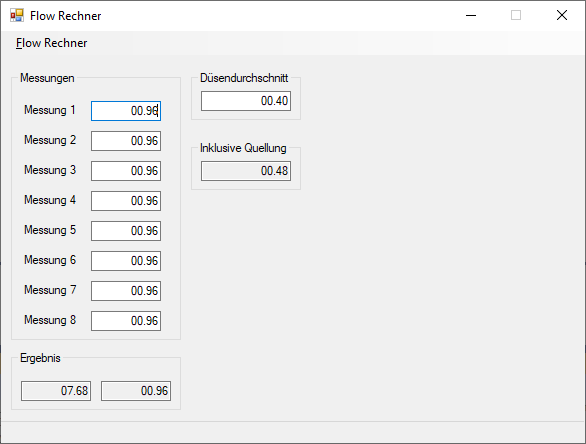 Flow Rechner
Flow Rechner
Messungen
Messung 1 00.96
Messung 2 00.96
Messung 3 00.96
Messung 4 00.96
Messung 5 00.96
Messung 6 00.96
Messung 7 00.96
Messung 8 00.96
Ergebnis
07.68 00.96
Düsendurchschnitt
00.40
Inklusive Quellung
00.48